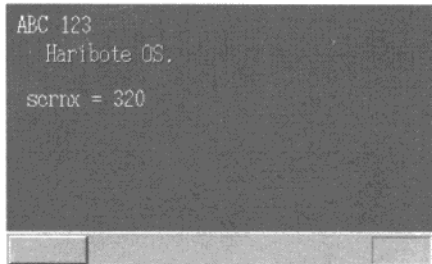 ABC 123
Haribote OS.
scrnx = 320